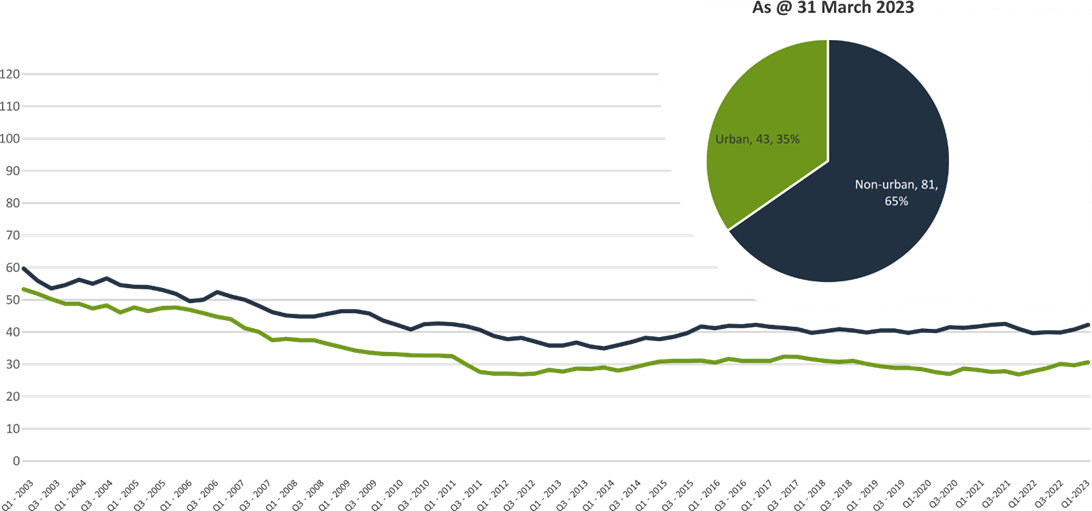 As @ 31 March 2023
120
110
100
90
80
70
60
50
40
30
20
10
0
Urban, 43, 35%
Non-urban, 81,
65%
Q1 - 2003
Q3 - 2003
Q1 - 2004
Q3 - 2004
Q1 - 2005
Q3 - 2005
Q1 - 2006
Q3 - 2006
Q1 - 2007
Q3 - 2007
Q1 - 2008
Q3 - 2008
Q1 - 2009
Q3 - 2009
Q1 - 2010
Q3 - 2010
Q1 - 2011
Q3 - 2011
Q1 - 2012
Q3 - 2012
Q1 - 2013
Q3 - 2013
Q1 - 2014
Q3 - 2014
Q1 - 2015
Q3 - 2015
Q1 - 2016
Q3 - 2016
Q1 - 2017
Q3 - 2017
Q1 - 2018
Q3 - 2018
Q1 - 2019
Q3 - 2019
Q1-2020
Q3-2020
Q1-2021
Q3-2021
Q1-2022
Q3-2022
Q1-2023